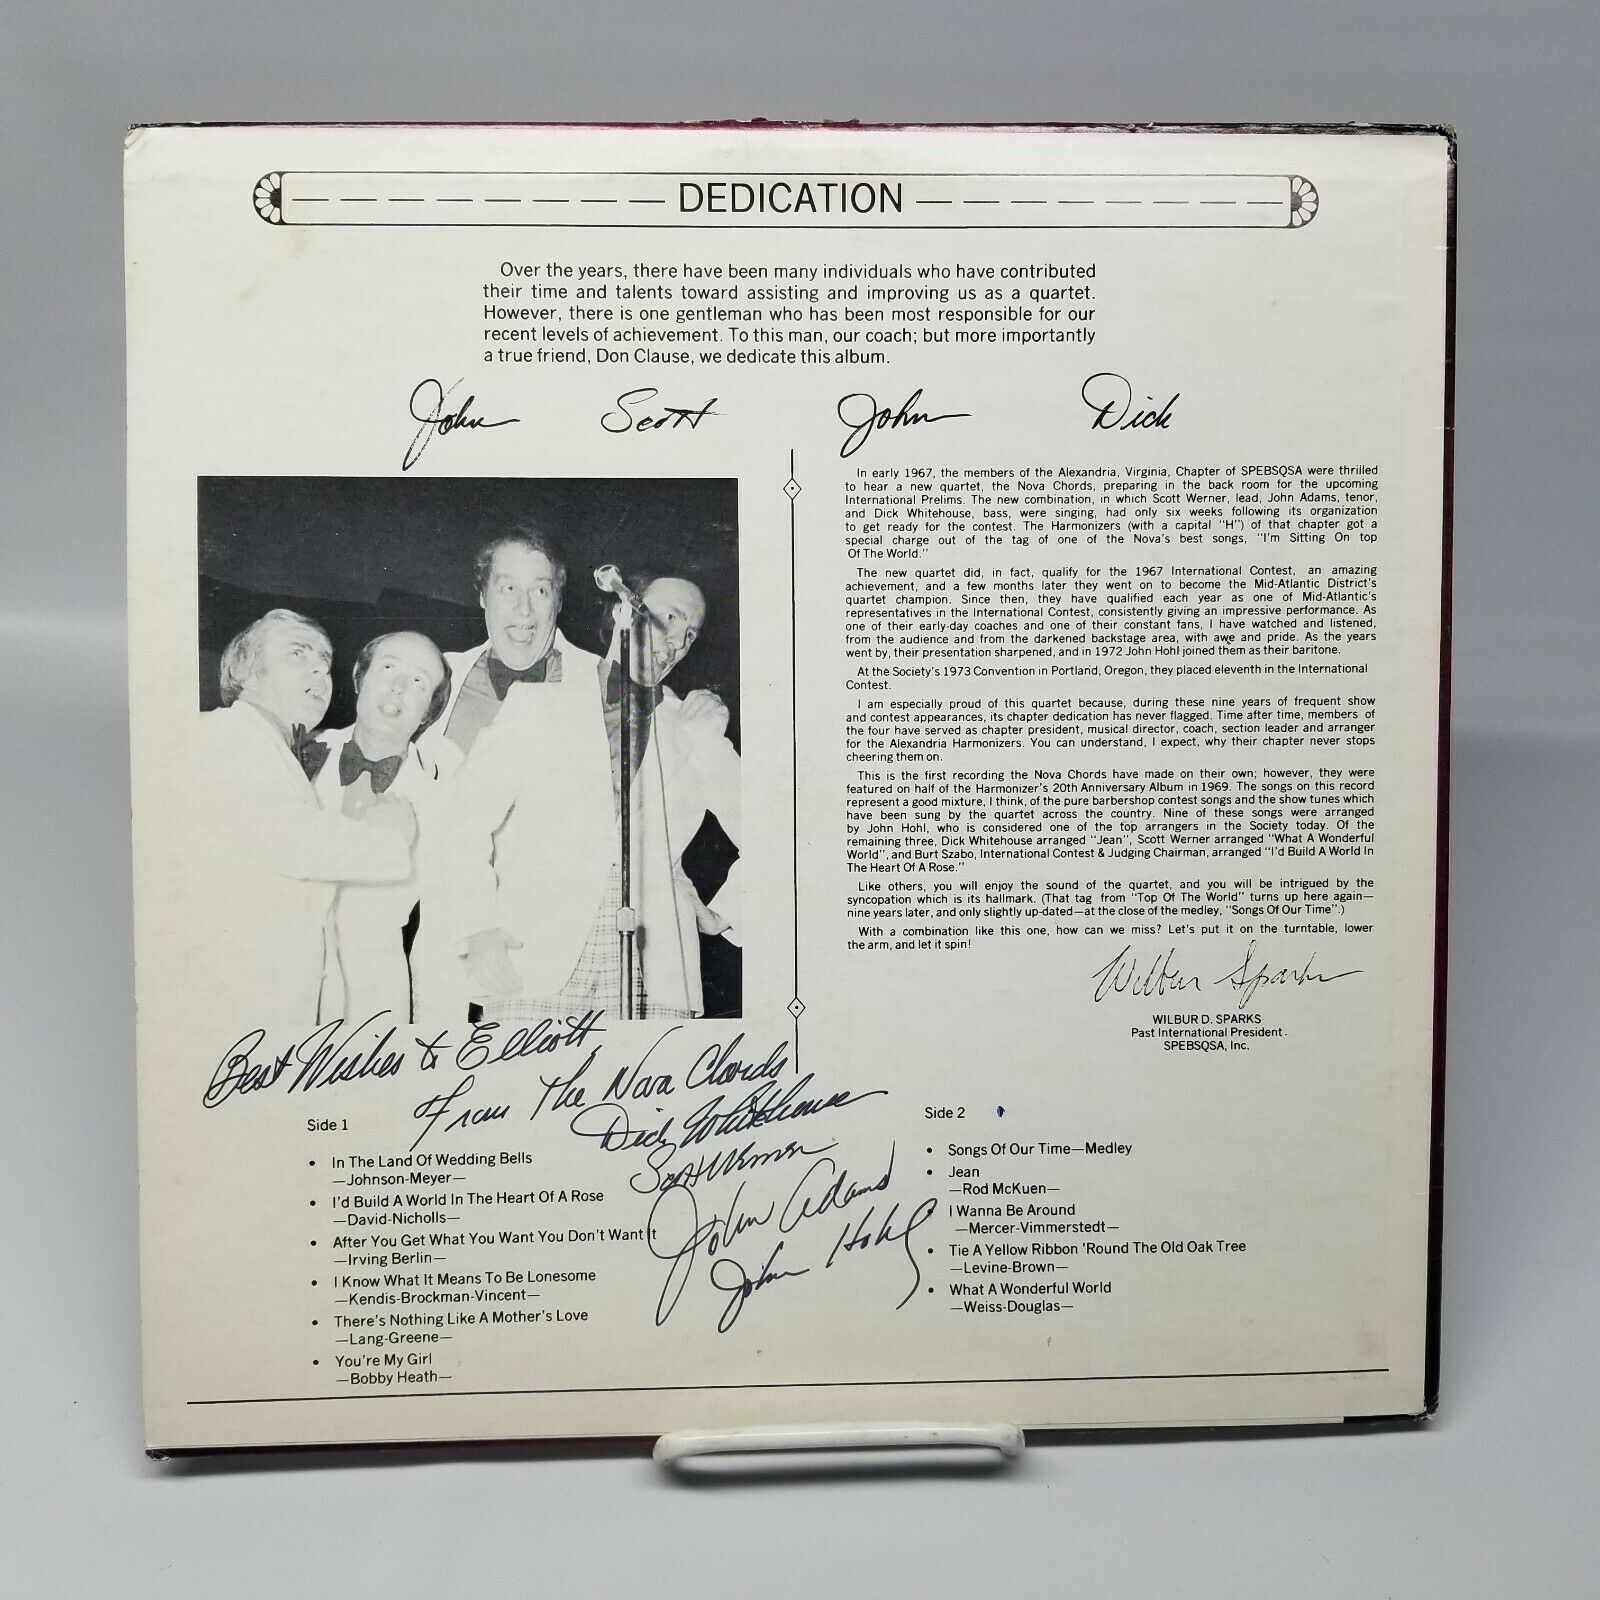 DEDICATION
Over the years, there have been many individuals who have contributed
their time and talents toward assisting and improving us as a quartet.
However, there is one gentleman who has been most responsible for our
recent levels of achievement. To this man, our coach; but more importantly
a true friend, Don Clause, we dedicate this album.
John Scott John Dick
In early 1967, the members of the Alexandria, Virginia, Chapter of SPEBSQSA were thrilled
to hear a new quartet, the Nova Chords, preparing in the back room for the upcoming
International Prelims. The new combination, in which Scott Werner, lead, John Adams, tenor,
and Dick Whitehouse, bass, were singing, had only six weeks following its organization
to get ready for the contest. The Harmonizers (with a capital "H") of that chapter got a
special charge out of the tag of one of the Nova's best songs, "I'm Sitting On top
Of The World."
The new quartet did, in fact, qualify for the 1967 International Contest, an amazing
achievement, and a few months later they went on to become the Mid-Atlantic District's
quartet champion. Since then, they have qualified each year as one of Mid-Atlantic's
representatives in the International Contest, consistently giving an impressive performance. As
one of their early-day coaches and one of their constant fans, I have watched and listened,
from the audience and from the darkened backstage area, with awe and pride. As the years
went by, their presentation sharpened, and in 1972 John Hohl joined them as their baritone.
At the Society's 1973 Convention in Portland, Oregon, they placed eleventh in the International
Contest.
I am especially proud of this quartet because, during these nine years of frequent show
and contest appearances, its chapter dedication has never flagged. Time after time, members of
the four have served as chapter president, musical director, coach, section leader and arranger
for the Alexandria Harmonizers. You can understand, I expect, why their chapter never stops
cheering them on.
This is the first recording the Nova Chords have made on their own; however, they were
featured on half of the Harmonizer's 20th Anniversary Album in 1969. The songs on this record
represent a good mixture, I think, of the pure barbershop contest songs and the show tunes which
have been sung by the quartet across the country. Nine of these songs were arranged
by John Hohl, who is considered one of the top arrangers in the Society today. Of the
remaining three, Dick Whitehouse arranged "Jean", Scott Werner arranged "What A Wonderful
World", and Burt Szabo, International Contest & Judging Chairman, arranged "I'd Build A World In
The Heart Of A Rose."
Like others, you will enjoy the sound of the quartet, and you will be intrigued by the
syncopation which is its hallmark. (That tag from "Top Of The World" turns up here again—
nine years later, and only slightly up-dated—at the close of the medley, "Songs Of Our Time".)
With a combination like this one, how can we miss? Let's put it on the turntable, lower
the arm, and let it spin!
Wilbur Sparks
WILBUR D. SPARKS
Past International President.
SPEBSQSA, Inc.
Best Wishes to Elliott,
From The Nova Chords
Dick Whitehouse
Scott Werner
John Adams
John Hohl
Side 1
• In The Land Of Wedding Bells
—Johnson-Meyer—
• I'd Build A World In The Heart Of A Rose
—David-Nicholls—
• After You Get What You Want You Don't Want It
—Irving Berlin—
• I Know What It Means To Be Lonesome
—Kendis-Brockman-Vincent—
• There's Nothing Like A Mother's Love
—Lang-Greene—
• You're My Girl
—Bobby Heath—
Side 2
• Songs Of Our Time—Medley
• Jean
—Rod McKuen—
I Wanna Be Around
—Mercer-Vimmerstedt—
• Tie A Yellow Ribbon 'Round The Old Oak Tree
—Levine-Brown—
• What A Wonderful World
—Weiss-Douglas—